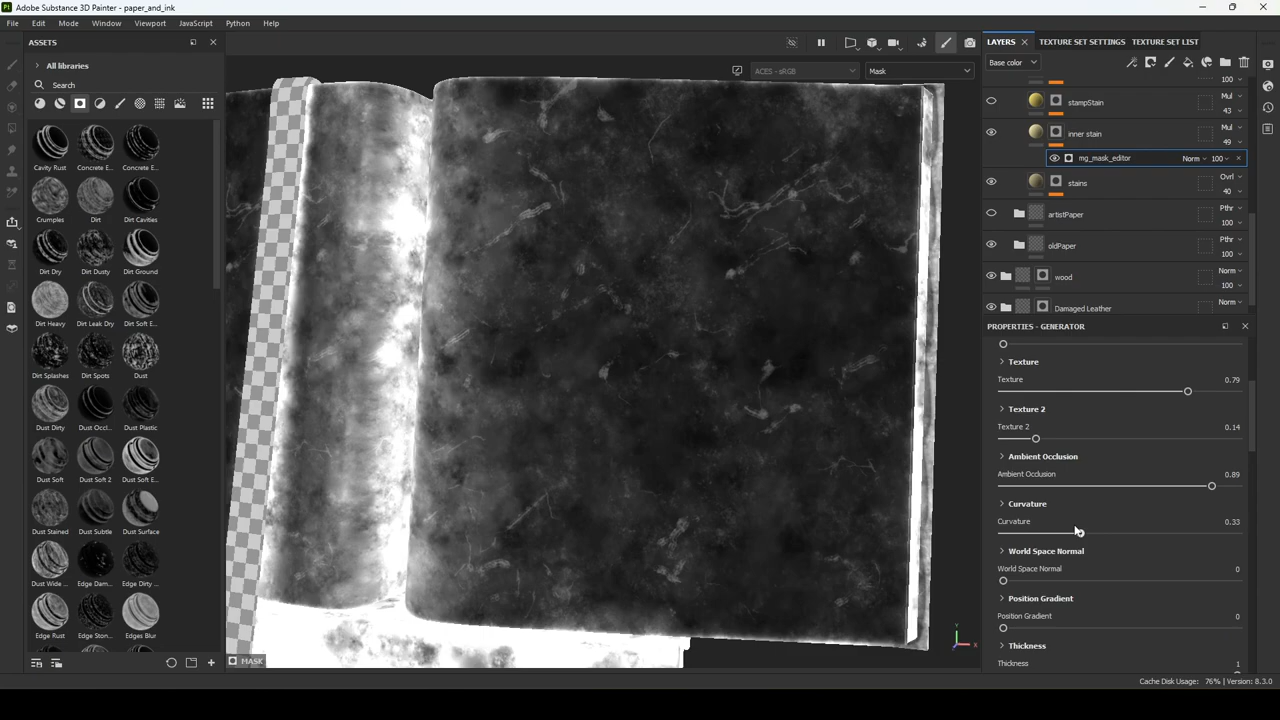 Adobe Substance 3D Painter - paper_and_ink
File Edit Mode Window Viewport JavaScript Python Help
ASSETS
All libraries
Search
Cavity Rust Concrete E... Concrete E...
Crumples Dirt Dirt Cavities
Dirt Dry Dirt Dusty Dirt Ground
Dirt Heavy Dirt Leak Dry Dirt Soft E...
Dirt Splashes Dirt Spots Dust
Dust Dirty Dust Occl... Dust Plastic
Dust Soft Dust Soft 2 Dust Soft E...
Dust Stained Dust Subtle Dust Surface
Dust Wide ... Edge Dam... Edge Dirty ...
Edge Rust Edge Ston... Edges Blur
ACES - sRGB Mask
MASK
Y
X
LAYERS TEXTURE SET SETTINGS TEXTURE SET LIST
Base color
100
stampStain Mul 43
inner stain Mul 49
mg_mask_editor Norm 100
stains Ovrl 40
artistPaper Pthr 100
oldPaper Pthr 100
wood Norm 100
Damaged Leather Norm
PROPERTIES - GENERATOR
Texture
Texture 0.79
Texture 2
Texture 2 0.14
Ambient Occlusion
Ambient Occlusion 0.89
Curvature
Curvature 0.33
World Space Normal
World Space Normal 0
Position Gradient
Position Gradient 0
Thickness
Thickness 1
Cache Disk Usage: 76% | Version: 8.3.0